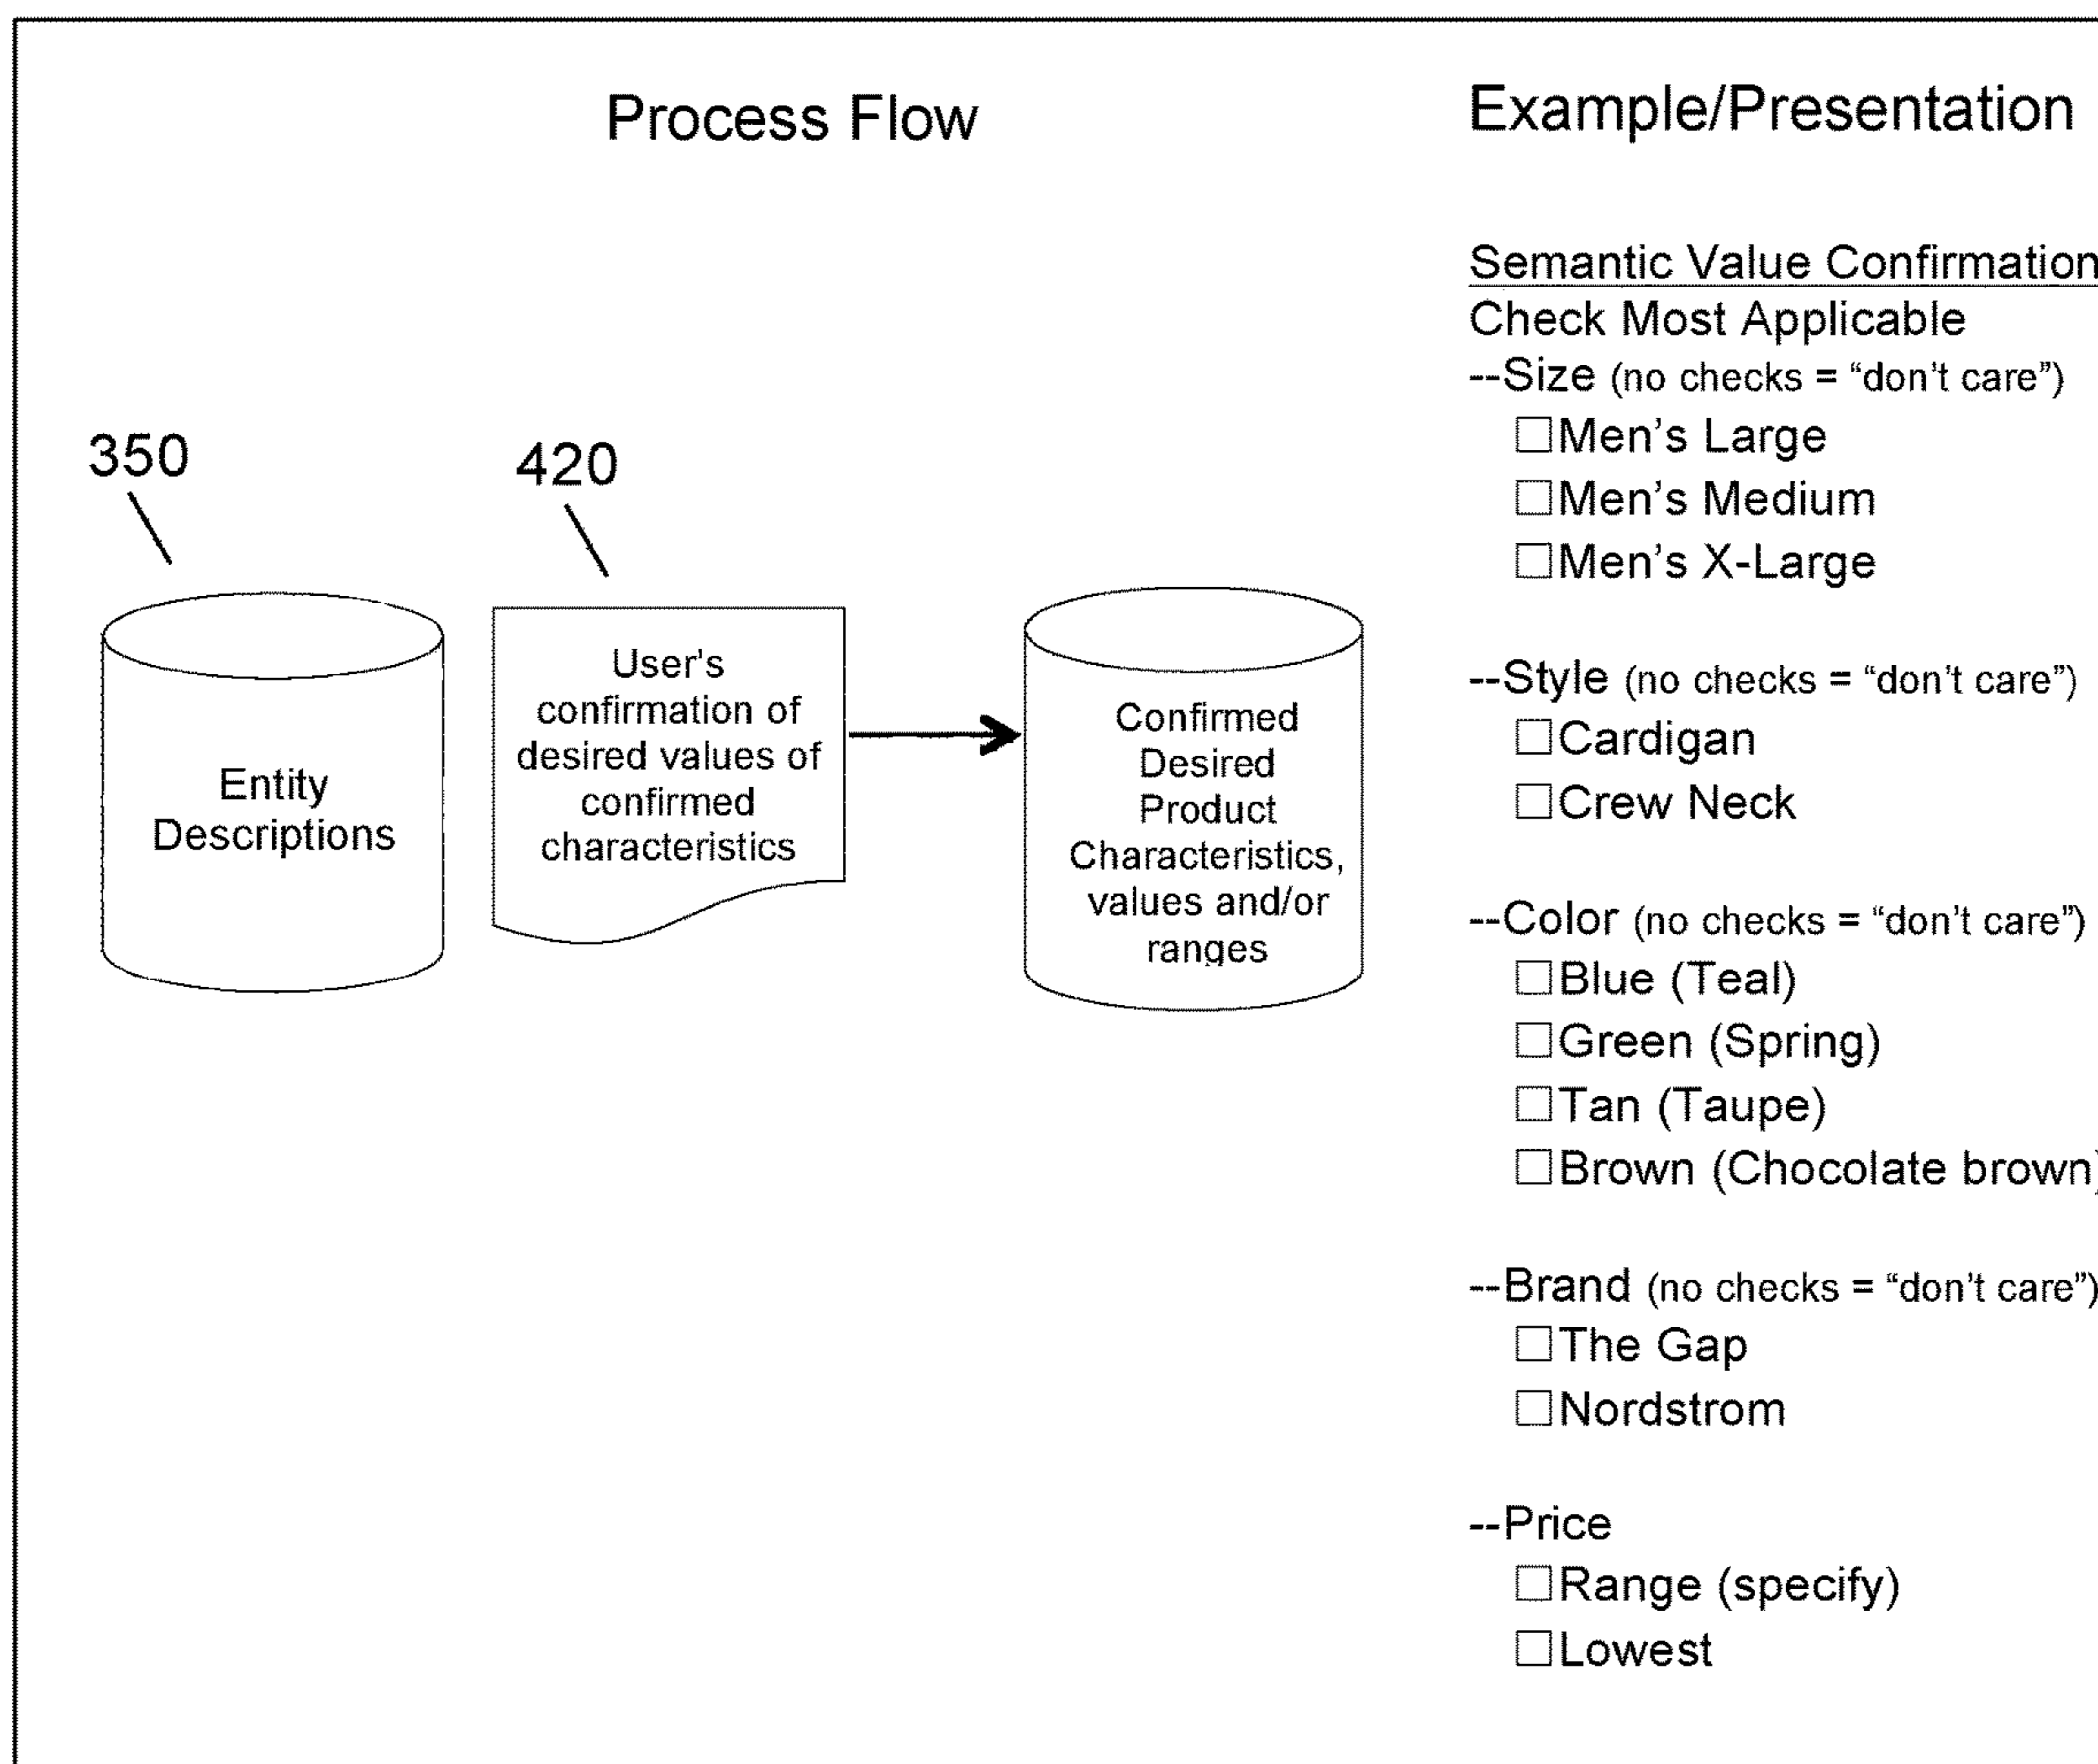 Process Flow
Example/Presentation
350
420
Entity
Descriptions
User's
confirmation of
desired values of
confirmed
characteristics
Confirmed
Desired
Product
Characteristics,
values and/or
ranges
Semantic Value Confirmation
Check Most Applicable
--Size (no checks = “don't care”)
☐Men’s Large
☐Men’s Medium
☐Men’s X-Large
--Style (no checks = “don't care”)
☐Cardigan
☐Crew Neck
--Color (no checks = “don't care”)
☐Blue (Teal)
☐Green (Spring)
☐Tan (Taupe)
☐Brown (Chocolate brown)
--Brand (no checks = “don't care”)
☐The Gap
☐Nordstrom
--Price
☐Range (specify)
☐Lowest